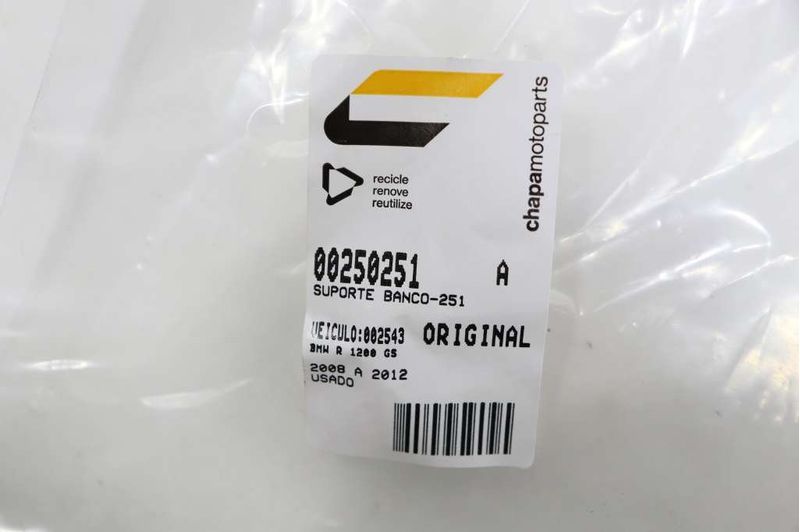 chapamotoparts
recicle
renove
reutilize
00250251 A
SUPORTE BANCO-251
VEICULO:002543 ORIGINAL
BMW R 1200 GS
2008 A 2012
USADO